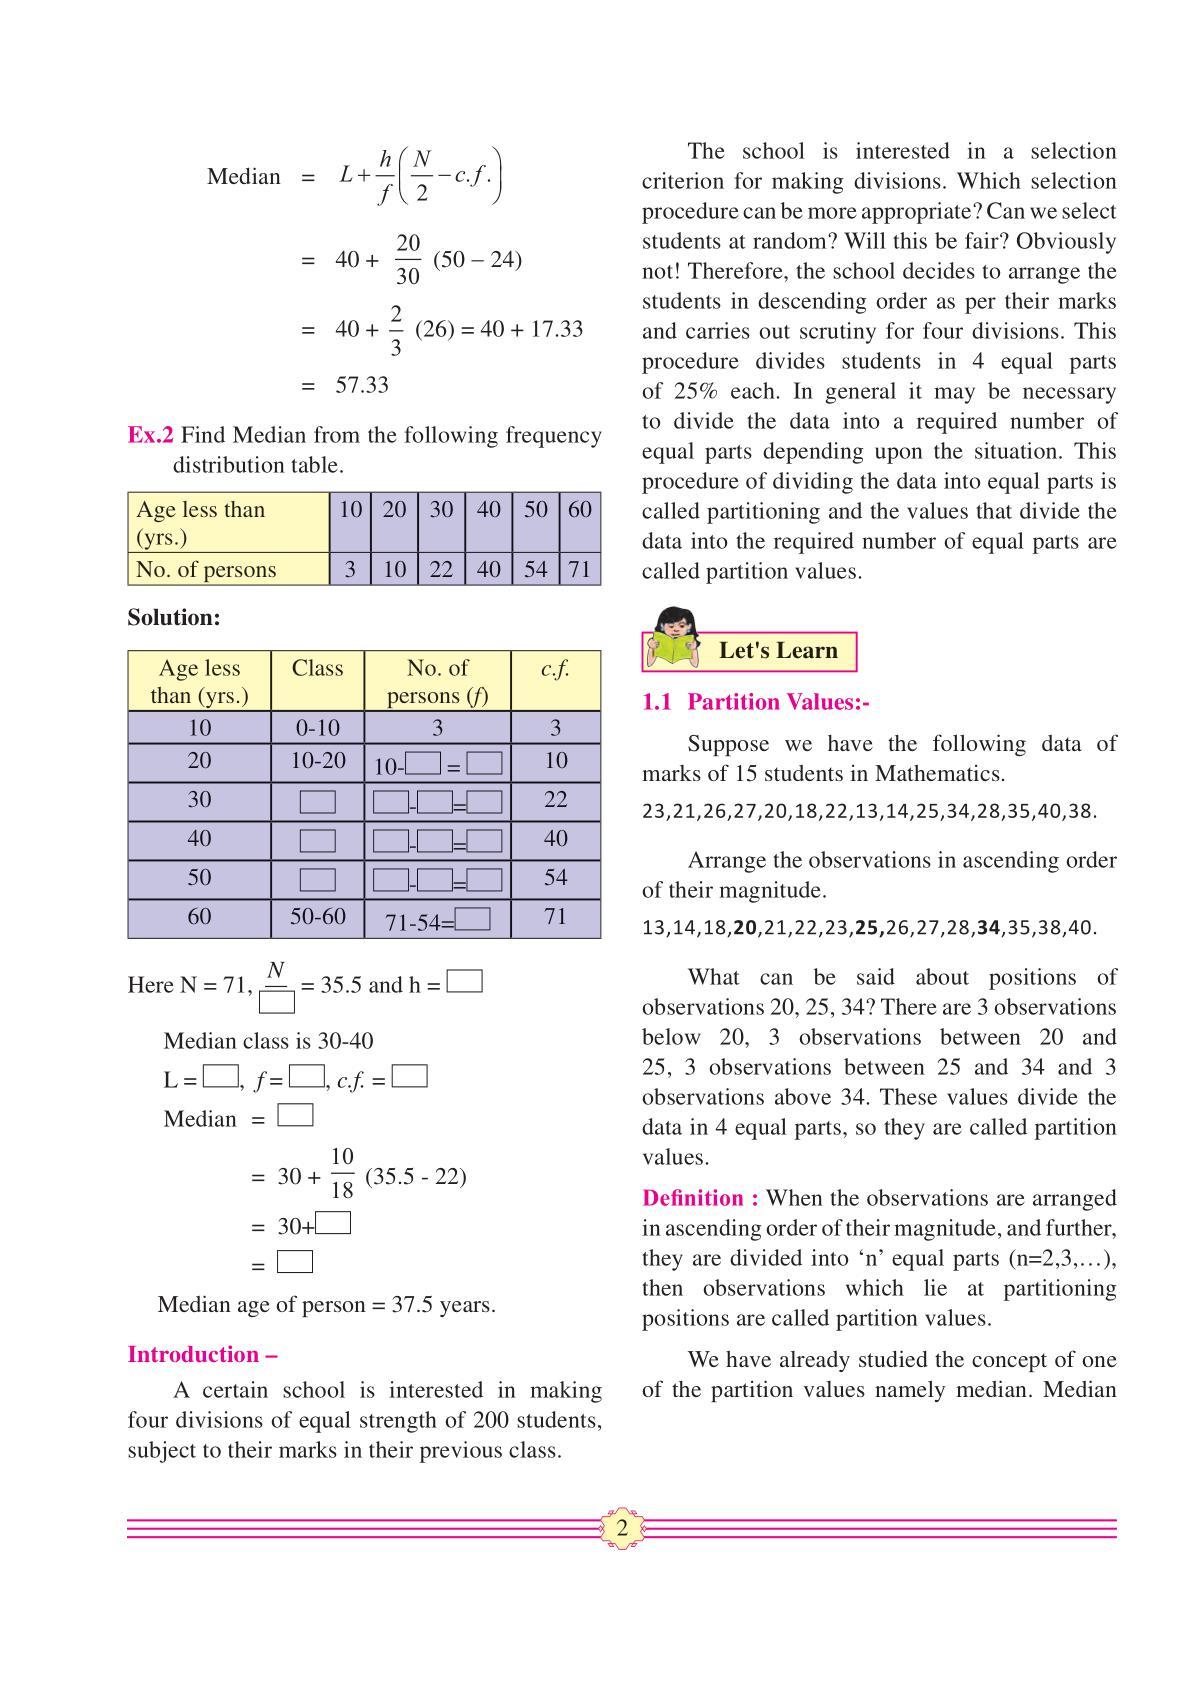 Median = L + h/f ( N/2 – c.f. )
= 40 + 20/30 (50 – 24)
= 40 + 2/3 (26) = 40 + 17.33
= 57.33
Ex.2 Find Median from the following frequency
distribution table.
Age less than (yrs.) 10 20 30 40 50 60
No. of persons 3 10 22 40 54 71
Solution:
Age less than (yrs.) Class No. of persons (f) c.f.
10 0-10 3 3
20 10-20 10-□ = □ 10
30 □ □-□=□ 22
40 □ □-□=□ 40
50 □ □-□=□ 54
60 50-60 71-54=□ 71
Here N = 71, N/□ = 35.5 and h = □
Median class is 30-40
L = □, f = □, c.f. = □
Median = □
= 30 + 10/18 (35.5 - 22)
= 30+□
= □
Median age of person = 37.5 years.
Introduction –
A certain school is interested in making
four divisions of equal strength of 200 students,
subject to their marks in their previous class.
The school is interested in a selection
criterion for making divisions. Which selection
procedure can be more appropriate? Can we select
students at random? Will this be fair? Obviously
not! Therefore, the school decides to arrange the
students in descending order as per their marks
and carries out scrutiny for four divisions. This
procedure divides students in 4 equal parts
of 25% each. In general it may be necessary
to divide the data into a required number of
equal parts depending upon the situation. This
procedure of dividing the data into equal parts is
called partitioning and the values that divide the
data into the required number of equal parts are
called partition values.
Let's Learn
1.1 Partition Values:-
Suppose we have the following data of
marks of 15 students in Mathematics.
23,21,26,27,20,18,22,13,14,25,34,28,35,40,38.
Arrange the observations in ascending order
of their magnitude.
13,14,18,20,21,22,23,25,26,27,28,34,35,38,40.
What can be said about positions of
observations 20, 25, 34? There are 3 observations
below 20, 3 observations between 20 and
25, 3 observations between 25 and 34 and 3
observations above 34. These values divide the
data in 4 equal parts, so they are called partition
values.
Definition : When the observations are arranged
in ascending order of their magnitude, and further,
they are divided into ‘n’ equal parts (n=2,3,…),
then observations which lie at partitioning
positions are called partition values.
We have already studied the concept of one
of the partition values namely median. Median
2